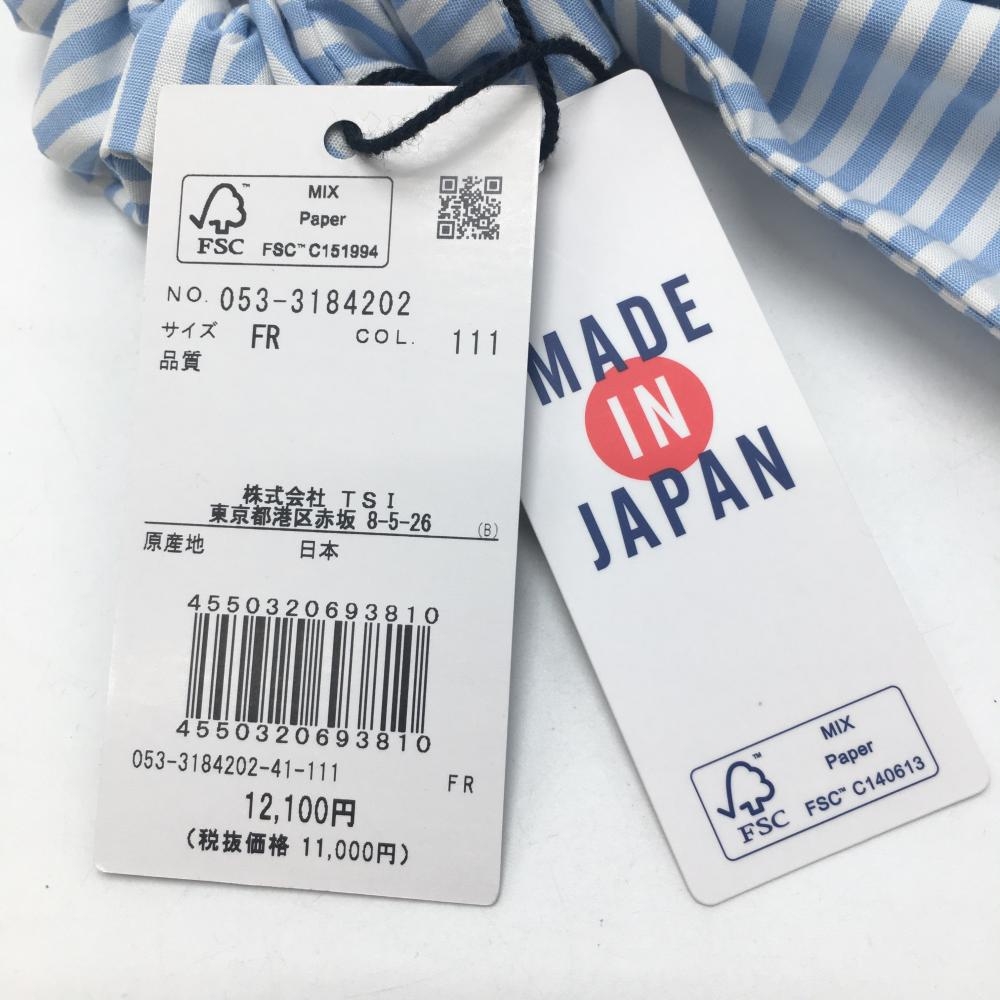 MIX
Paper
FSC™ C151994
FSC
NO. 053-3184202
サイズ FR COL. 111
品質
株式会社 TSI
東京都港区赤坂 8-5-26 (B)
原産地 日本
4550320693810
4550320693810
053-3184202-41-111 FR
12,100円
(税抜価格 11,000円)
MADE
IN
JAPAN
MIX
Paper
FSC™ C140613
FSC